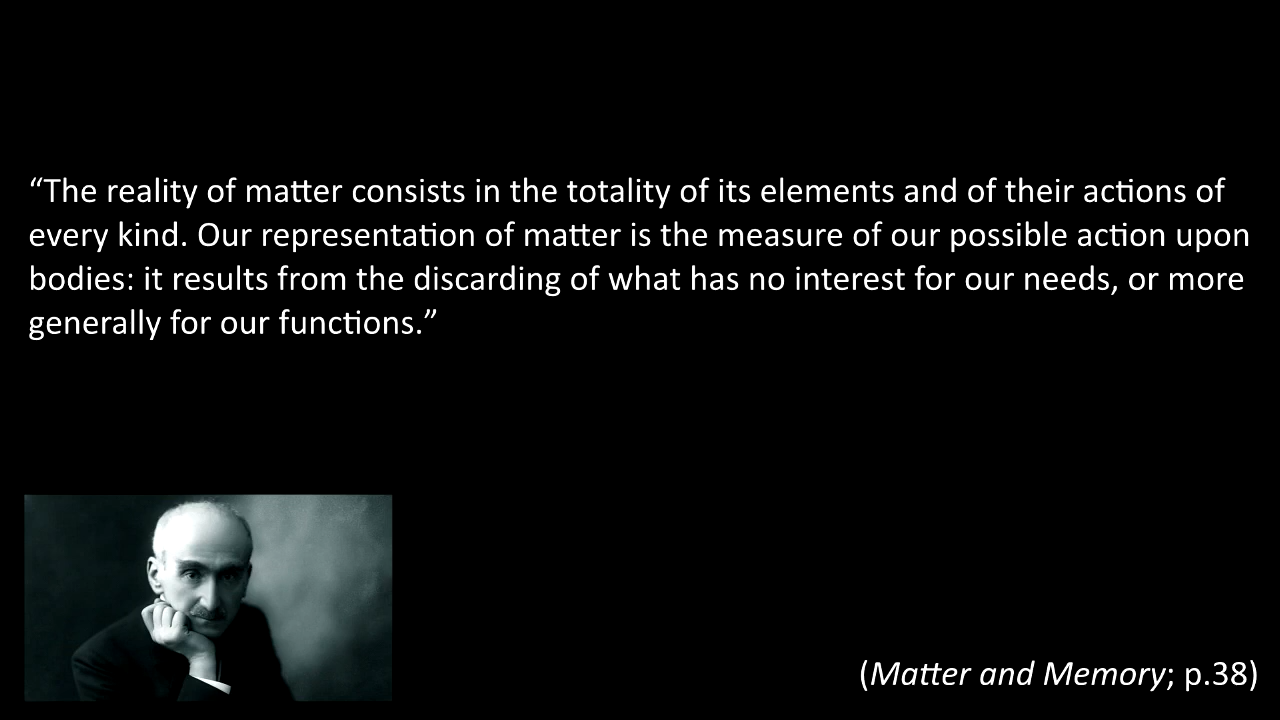 “The reality of matter consists in the totality of its elements and of their actions of
every kind. Our representation of matter is the measure of our possible action upon
bodies: it results from the discarding of what has no interest for our needs, or more
generally for our functions.”
(Matter and Memory; p.38)